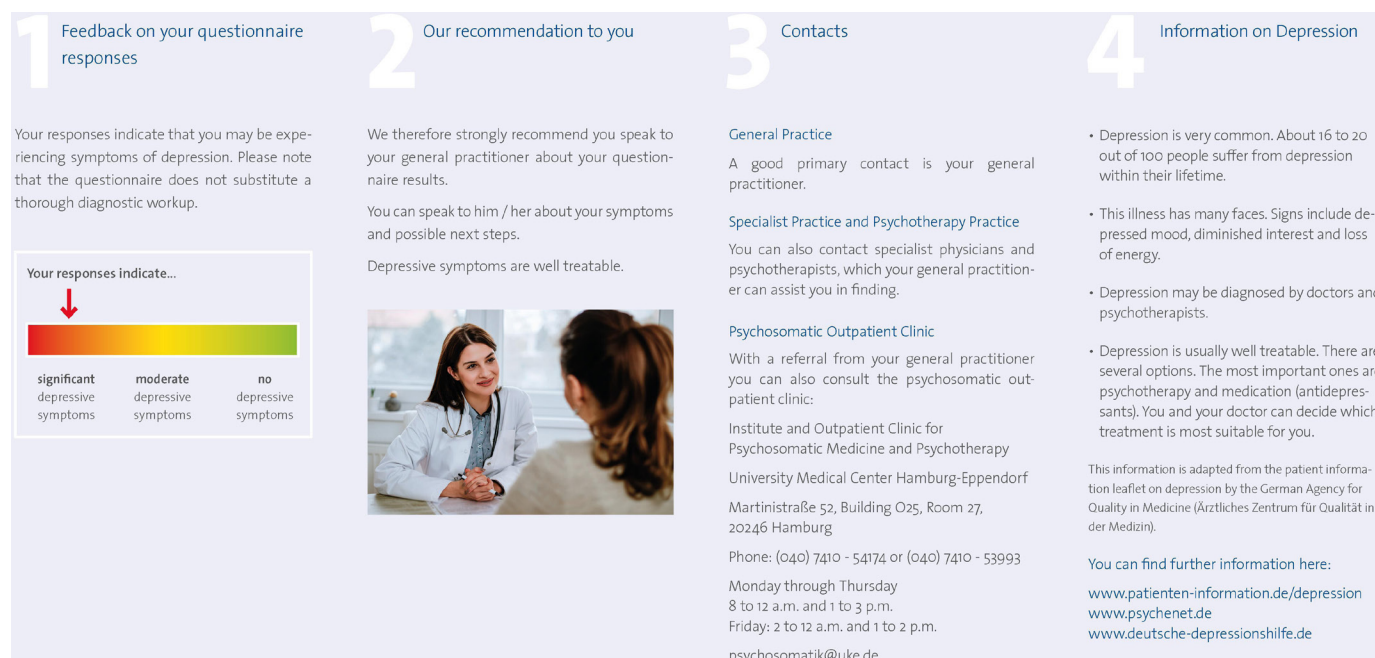 1
Feedback on your questionnaire
responses
Your responses indicate that you may be expe-
riencing symptoms of depression. Please note
that the questionnaire does not substitute a
thorough diagnostic workup.
Your responses indicate...
significant
depressive
symptoms
moderate
depressive
symptoms
no
depressive
symptoms
2
Our recommendation to you
We therefore strongly recommend you speak to
your general practitioner about your question-
naire results.
You can speak to him / her about your symptoms
and possible next steps.
Depressive symptoms are well treatable.
3
Contacts
General Practice
A good primary contact is your general
practitioner.
Specialist Practice and Psychotherapy Practice
You can also contact specialist physicians and
psychotherapists, which your general practition-
er can assist you in finding.
Psychosomatic Outpatient Clinic
With a referral from your general practitioner
you can also consult the psychosomatic out-
patient clinic:
Institute and Outpatient Clinic for
Psychosomatic Medicine and Psychotherapy
University Medical Center Hamburg-Eppendorf
Martinistraße 52, Building O25, Room 27,
20246 Hamburg
Phone: (040) 7410 - 54174 or (040) 7410 - 53993
Monday through Thursday
8 to 12 a.m. and 1 to 3 p.m.
Friday: 2 to 12 a.m. and 1 to 2 p.m.
psychosomatik@uke.de
4
Information on Depression
• Depression is very common. About 16 to 20
out of 100 people suffer from depression
within their lifetime.
• This illness has many faces. Signs include de-
pressed mood, diminished interest and loss
of energy.
• Depression may be diagnosed by doctors and
psychotherapists.
• Depression is usually well treatable. There are
several options. The most important ones are
psychotherapy and medication (antidepres-
sants). You and your doctor can decide which
treatment is most suitable for you.
This information is adapted from the patient informa-
tion leaflet on depression by the German Agency for
Quality in Medicine (Ärztliches Zentrum für Qualität in
der Medizin).
You can find further information here:
www.patienten-information.de/depression
www.psychenet.de
www.deutsche-depressionshilfe.de